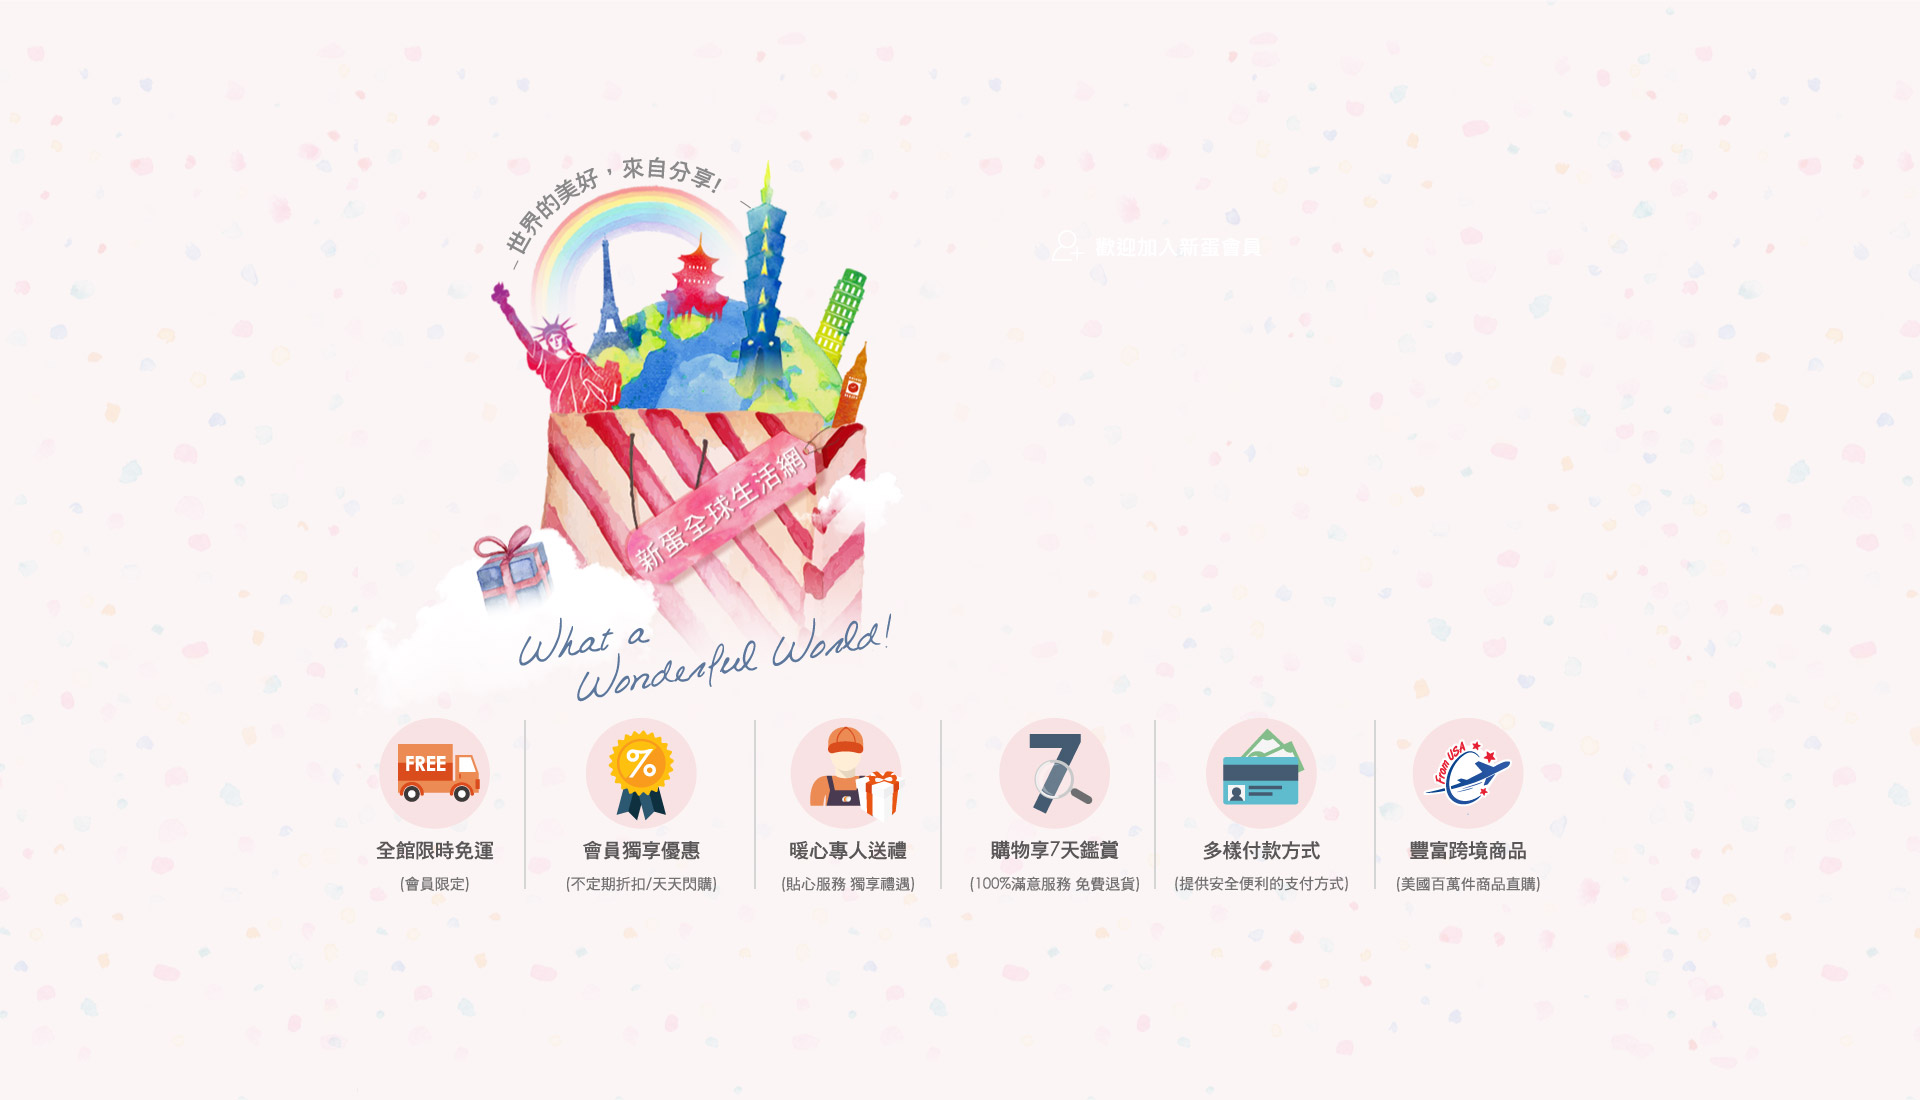 世界的美好，來自分享!
歡迎加入新蛋會員
新蛋全球生活網
What a
Wonderful World!
FREE
%
7
From USA
全館限時免運
會員獨享優惠
暖心專人送禮
購物享7天鑑賞
多樣付款方式
豐富跨境商品
(會員限定)
(不定期折扣/天天閃購)
(貼心服務 獨享禮遇)
(100%滿意服務 免費退貨)
(提供安全便利的支付方式)
(美國百萬件商品直購)